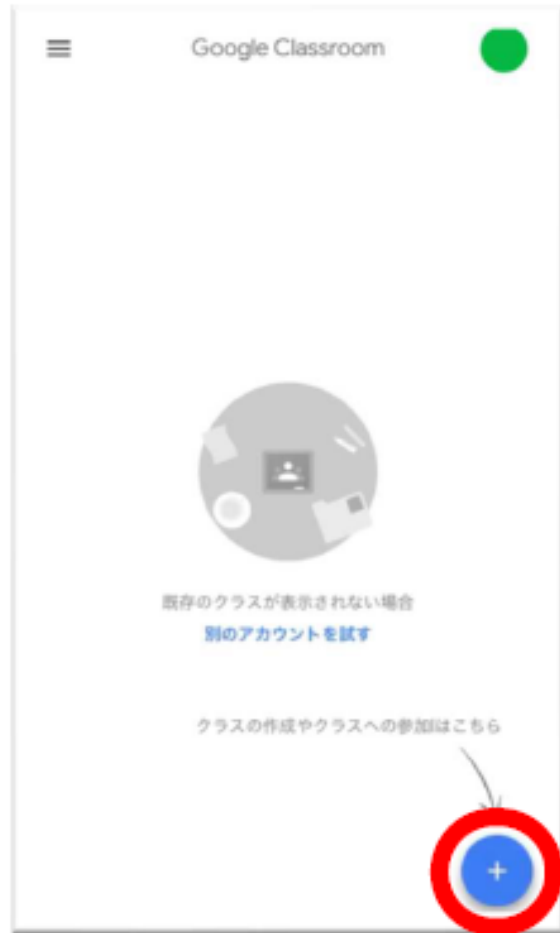 Google Classroom
既存のクラスが表示されない場合
別のアカウントを試す
クラスの作成やクラスへの参加はこちら
+